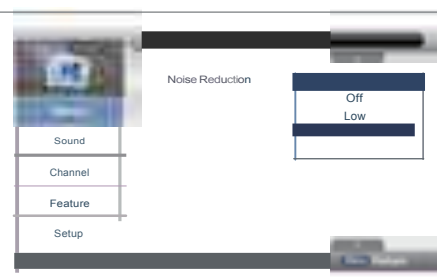 Noise Reduction
Off
Low
Sound
Channel
Feature
Setup